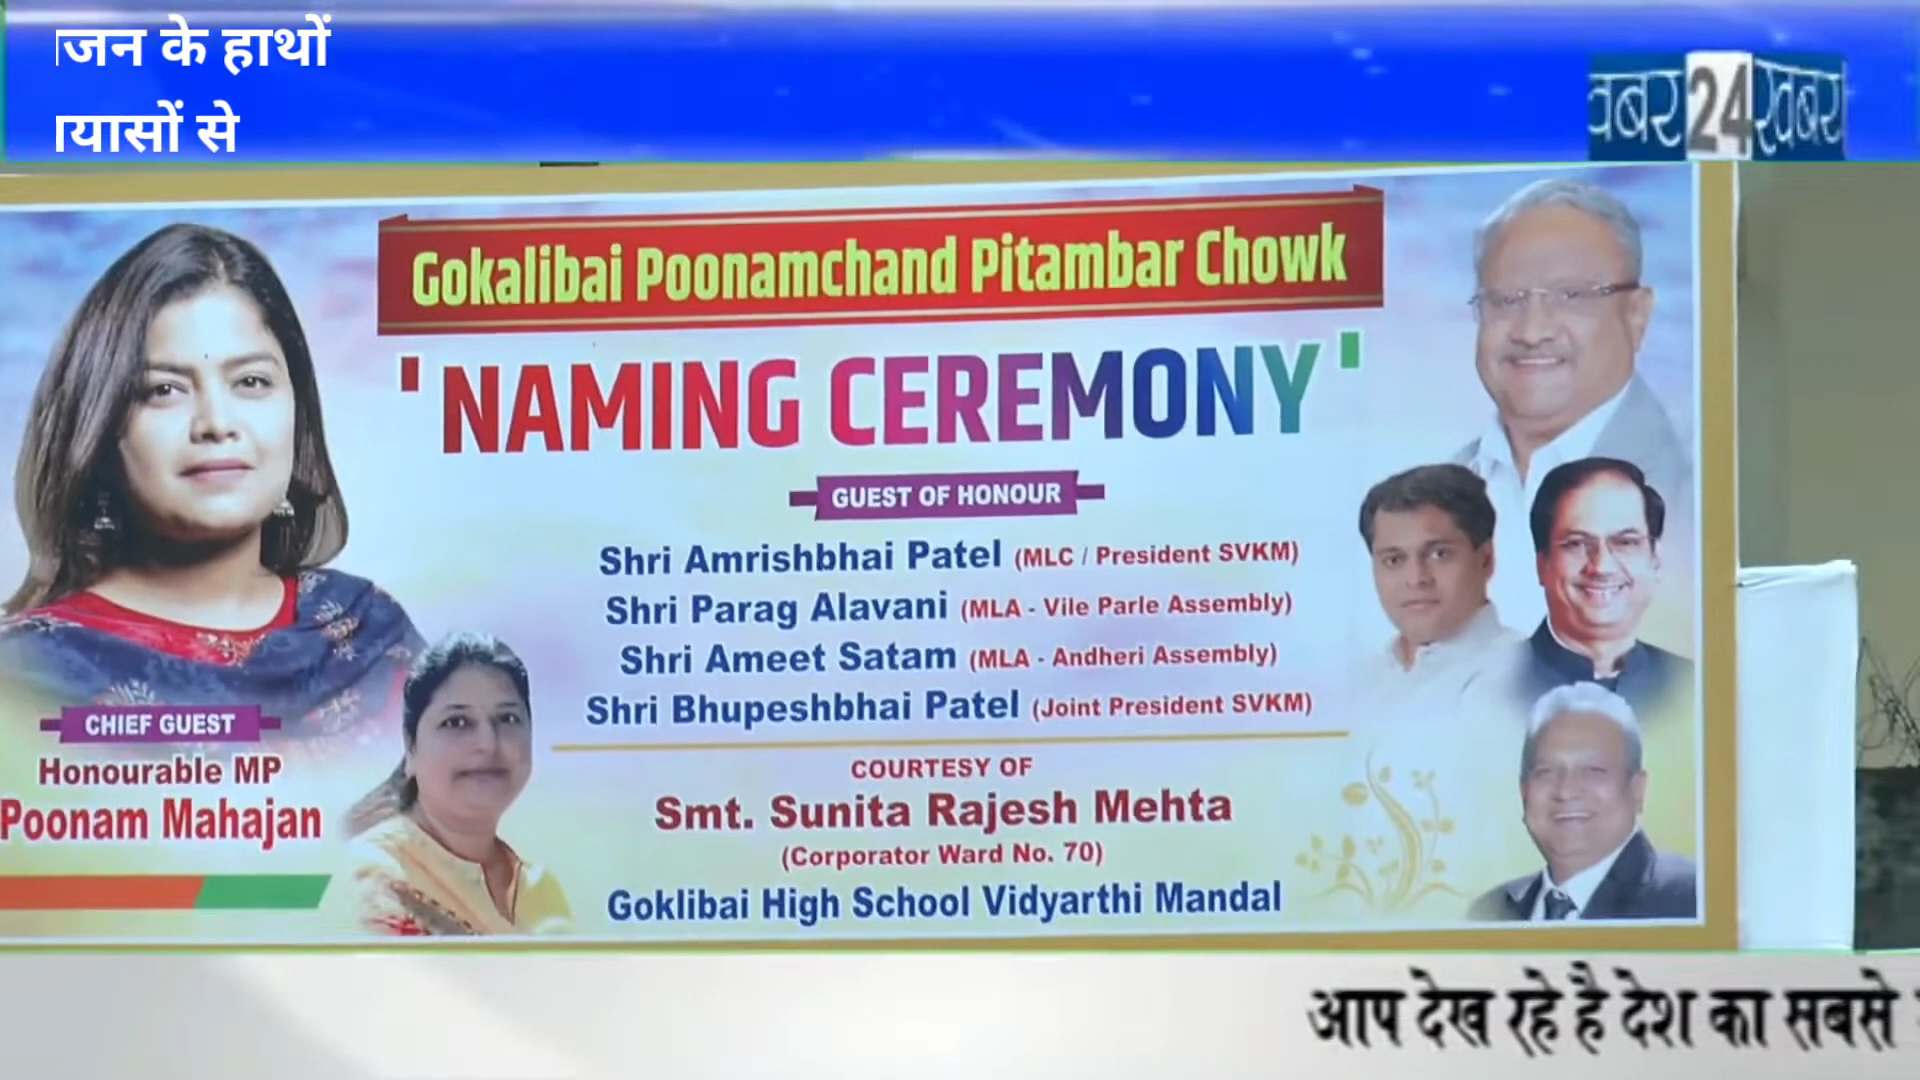 के हाथों
से
खबर 24 खबर
Gokalibai Poonamchand Pitambar Chowk
'NAMING CEREMONY'
GUEST OF HONOUR
Shri Amrishbhai Patel (MLC / President SVKM)
Shri Parag Alavani (MLA - Vile Parle Assembly)
Shri Ameet Satam (MLA - Andheri Assembly)
Shri Bhupeshbhai Patel (Joint President SVKM)
CHIEF GUEST
Honourable MP
Poonam Mahajan
COURTESY OF
Smt. Sunita Rajesh Mehta
(Corporator Ward No. 70)
Goklibai High School Vidyarthi Mandal
आप देख रहे है देश का सबसे